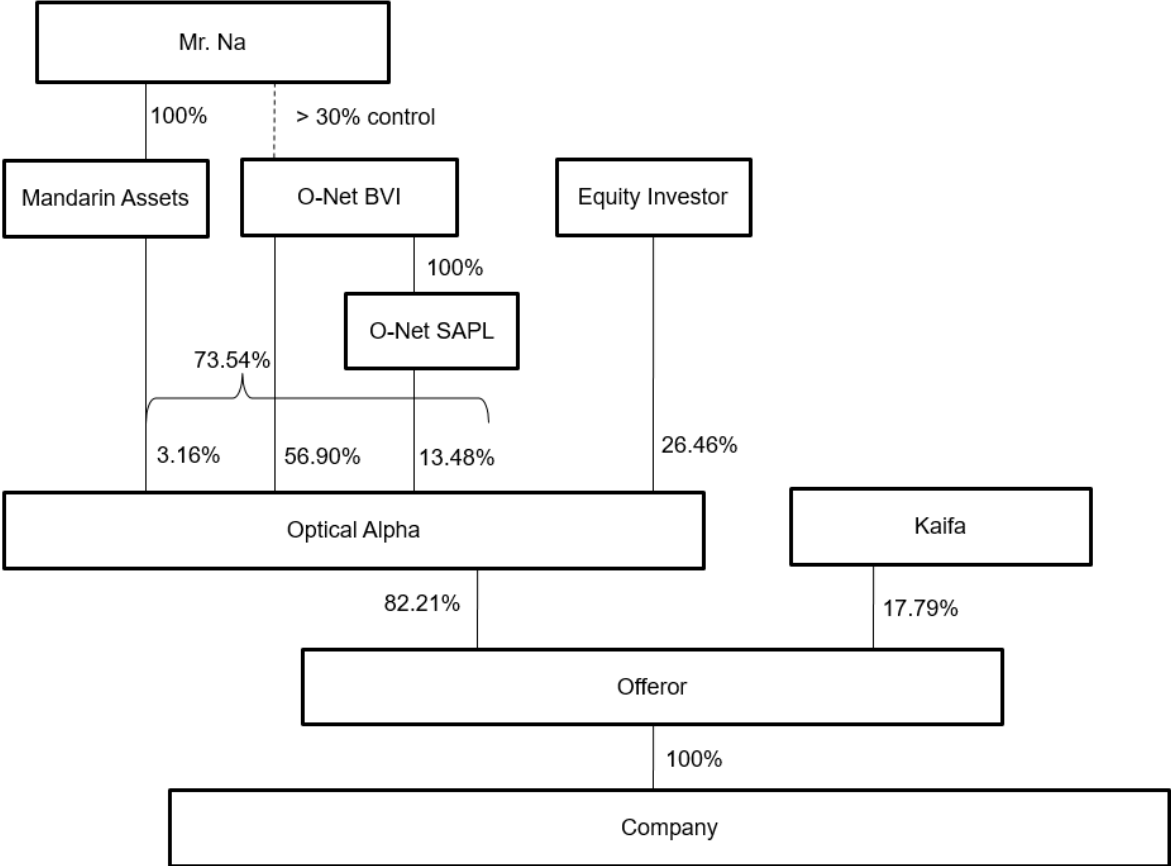 Mr. Na
100%
> 30% control
Mandarin Assets
O-Net BVI
Equity Investor
100%
O-Net SAPL
73.54%
3.16%
56.90%
13.48%
26.46%
Optical Alpha
Kaifa
82.21%
17.79%
Offeror
100%
Company